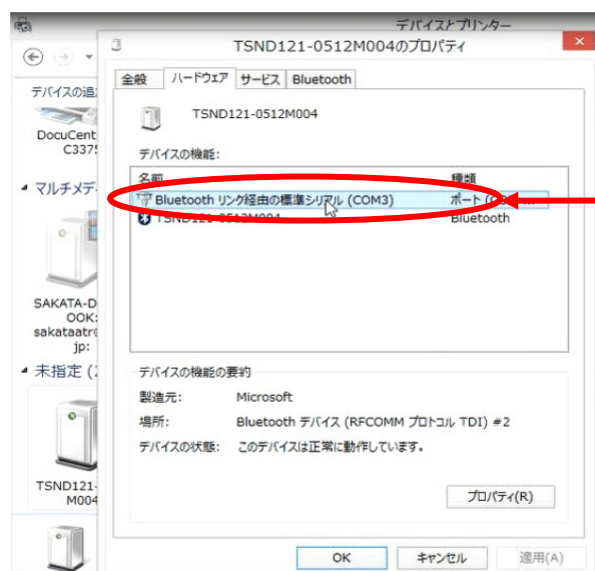 デバイスとプリンター
TSND121-0512M004のプロパティ
全般 ハードウェア サービス Bluetooth
デバイスの追
TSND121-0512M004
DocuCent
C3375
デバイスの機能:
名前 種類
マルチメデ
Bluetooth リンク経由の標準シリアル (COM3) ポート (
TSND121-0512M004 Bluetooth
SAKATA-D
OOK:
sakataatr
jp:
未指定 (
デバイスの機能の要約
製造元: Microsoft
場所: Bluetooth デバイス (RFCOMM プロトコル TDI) #2
デバイスの状態: このデバイスは正常に動作しています。
TSND121-
M004
プロパティ(R)
OK キャンセル 適用(A)